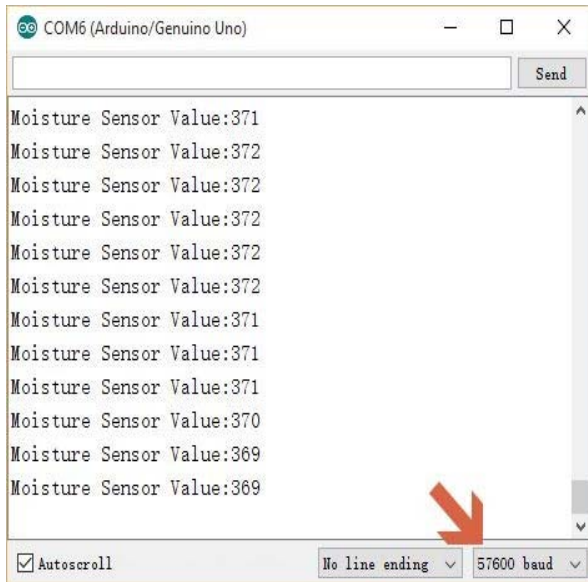 COM6 (Arduino/Genuino Uno)
Send
Moisture Sensor Value:371
Moisture Sensor Value:372
Moisture Sensor Value:372
Moisture Sensor Value:372
Moisture Sensor Value:372
Moisture Sensor Value:372
Moisture Sensor Value:371
Moisture Sensor Value:371
Moisture Sensor Value:371
Moisture Sensor Value:370
Moisture Sensor Value:369
Moisture Sensor Value:369
Autoscroll No line ending 57600 baud